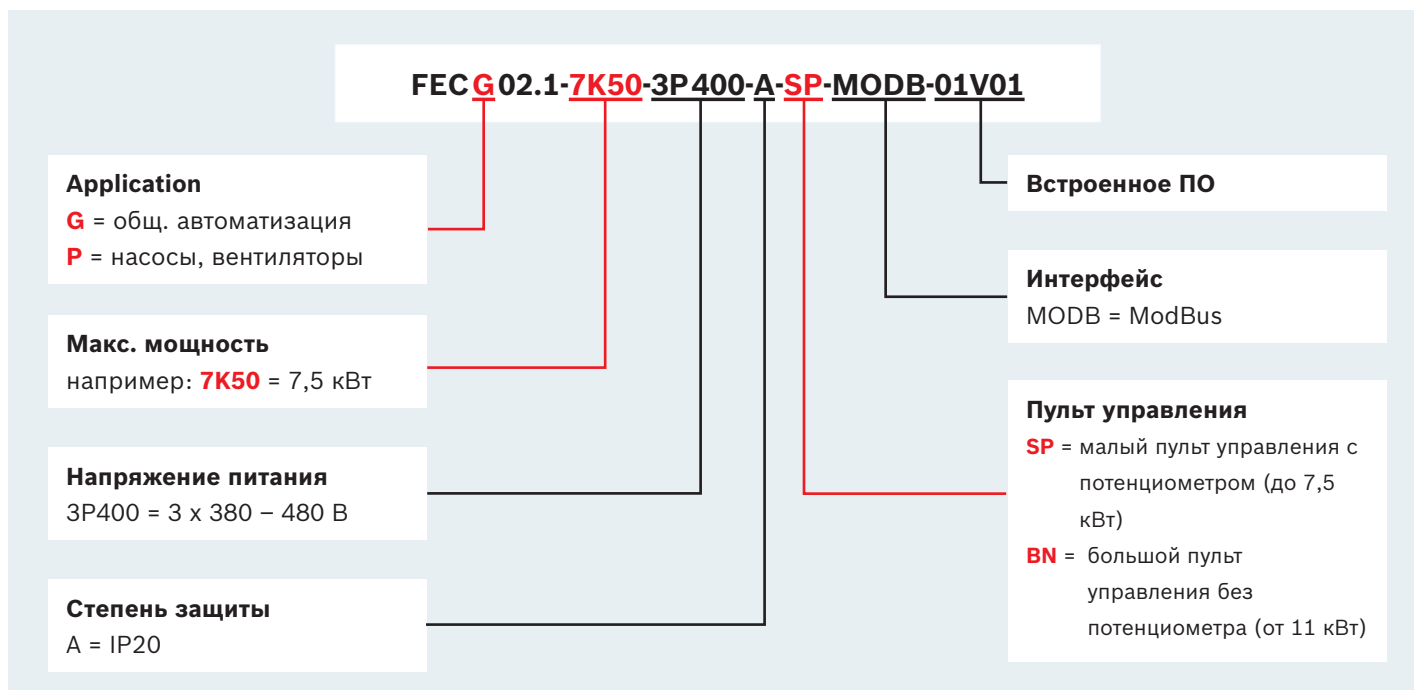 FECG02.1-7K50-3P400-A-SP-MODB-01V01
Application
G = общ. автоматизация
P = насосы, вентиляторы
Макс. мощность
например: 7K50 = 7,5 кВт
Напряжение питания
3P400 = 3 x 380 – 480 В
Степень защиты
A = IP20
Встроенное ПО
Интерфейс
MODB = ModBus
Пульт управления
SP = малый пульт управления с
потенциометром (до 7,5
кВт)
BN = большой пульт
управления без
потенциометра (от 11 кВт)